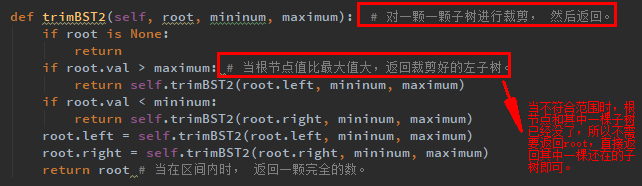 def trimBST2(self, root, mininum, maximum): # 对一颗一颗子树进行裁剪, 然后返回。
if root is None:
return
if root.val > maximum: # 当根节点值比最大值大,返回裁剪好的左子树。
return self.trimBST2(root.left, mininum, maximum)
if root.val < mininum:
return self.trimBST2(root.right, mininum, maximum)
root.left = self.trimBST2(root.left, mininum, maximum)
root.right = self.trimBST2(root.right, mininum, maximum)
return root # 当在区间内时, 返回一颗完全的数。
当不符合范围时,根
节点和其中一棵子树
已经没了,所以不需
要返回root,直接返
回其中一棵还在的子
树即可。